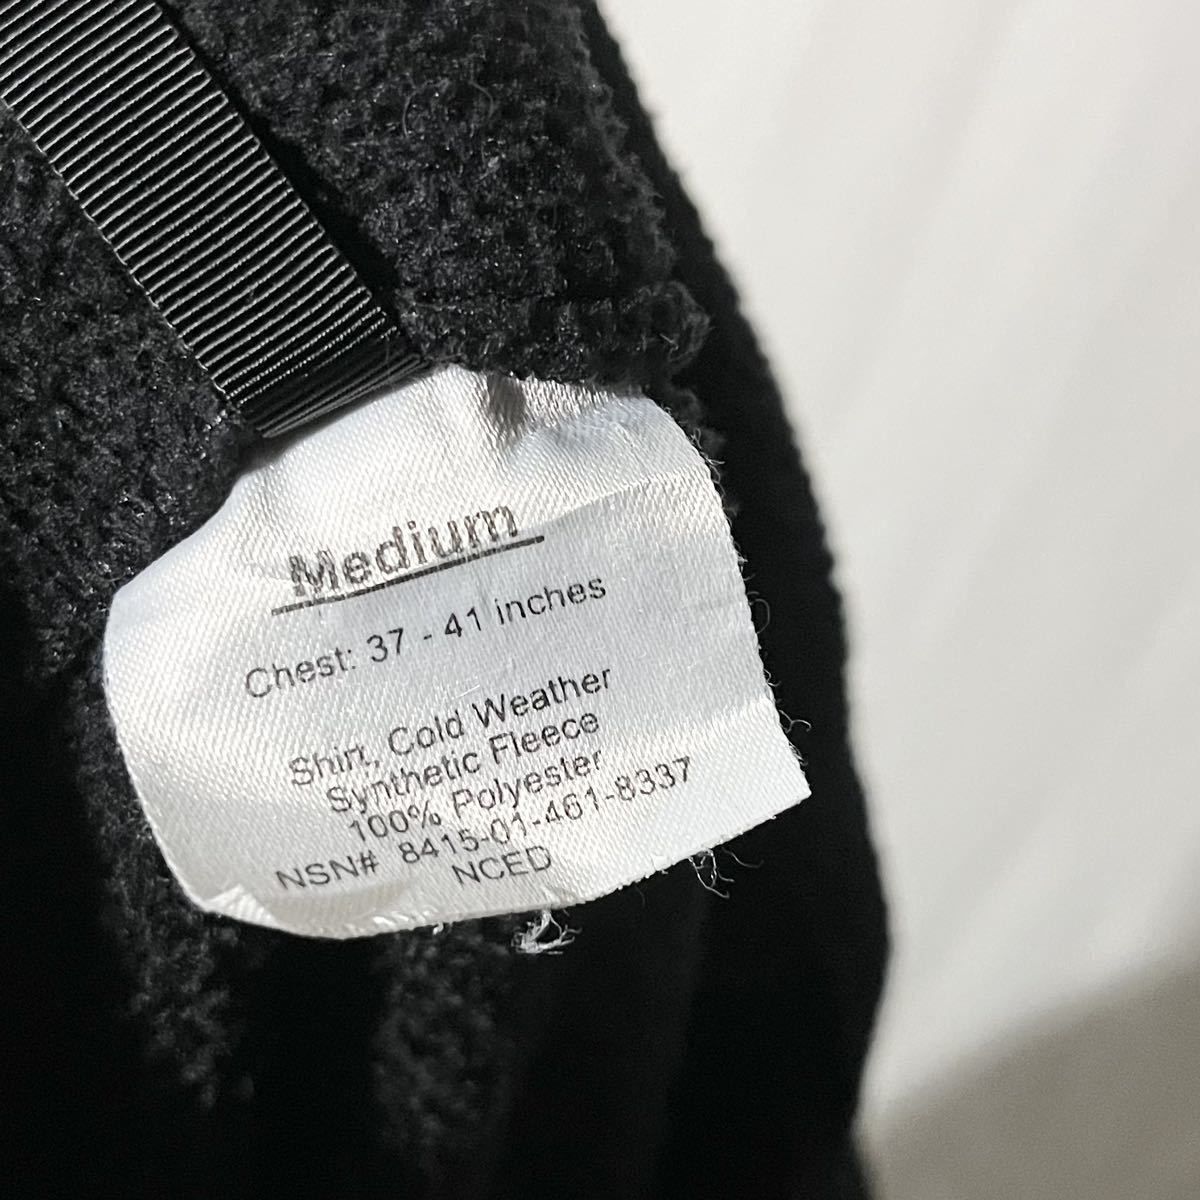 Medium
Chest: 37 - 41 inches
Shirt, Cold Weather
Synthetic Fleece
100% Polyester
NSN# 8415-01-461-8337
NCED